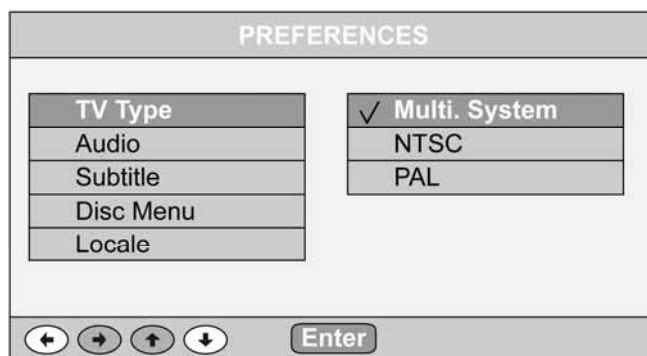 PREFERENCES
TV Type
Audio
Subtitle
Disc Menu
Locale
✓ Multi. System
NTSC
PAL
Enter